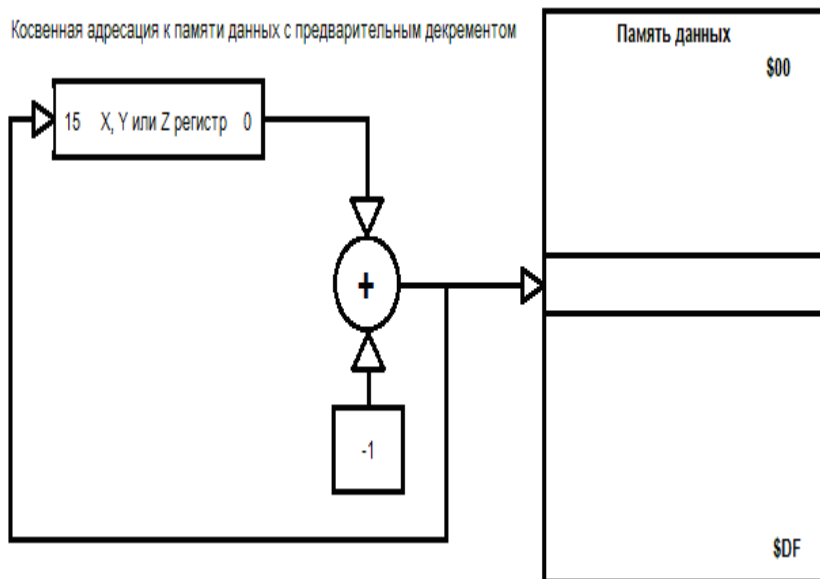 Косвенная адресация к памяти данных с предварительным декрементом
Память данных
$00
15 X, Y или Z регистр 0
+
-1
$DF